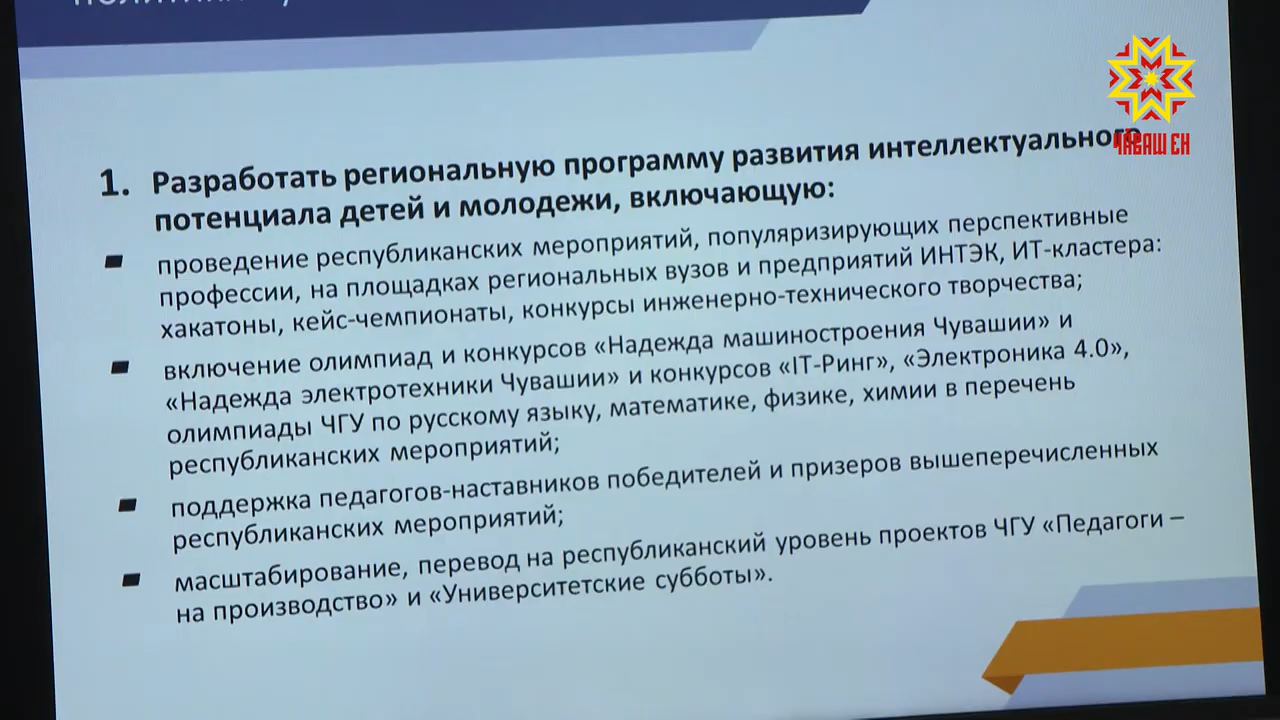 ЧӐВАШ ЕН
1. Разработать региональную программу развития интеллектуального
потенциала детей и молодежи, включающую:
проведение республиканских мероприятий, популяризирующих перспективные
профессии, на площадках региональных вузов и предприятий ИНТЭК, ИТ-кластера:
хакатоны, кейс-чемпионаты, конкурсы инженерно-технического творчества;
включение олимпиад и конкурсов «Надежда машиностроения Чувашии» и
«Надежда электротехники Чувашии» и конкурсов «IT-Ринг», «Электроника 4.0»,
олимпиады ЧГУ по русскому языку, математике, физике, химии в перечень
республиканских мероприятий;
поддержка педагогов-наставников победителей и призеров вышеперечисленных
республиканских мероприятий;
масштабирование, перевод на республиканский уровень проектов ЧГУ «Педагоги –
на производство» и «Университетские субботы».